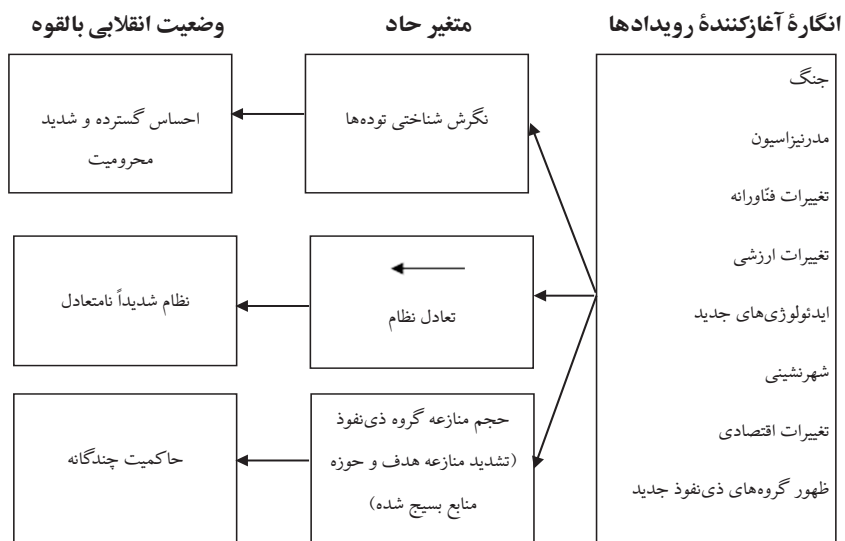 انگارهٔ آغازکنندهٔ رویدادها
متغیر حاد
وضعیت انقلابی بالقوه
جنگ
مدرنیزاسیون
تغییرات فنّاورانه
تغییرات ارزشی
ایدئولوژی‌های جدید
شهرنشینی
تغییرات اقتصادی
ظهور گروه‌های ذی‌نفوذ جدید
نگرش شناختی توده‌ها
احساس گسترده و شدید
محرومیت
تعادل نظام
نظام شدیداً نامتعادل
حجم منازعه گروه ذی‌نفوذ
(تشدید منازعه هدف و حوزه
منابع بسیج شده)
حاکمیت چندگانه